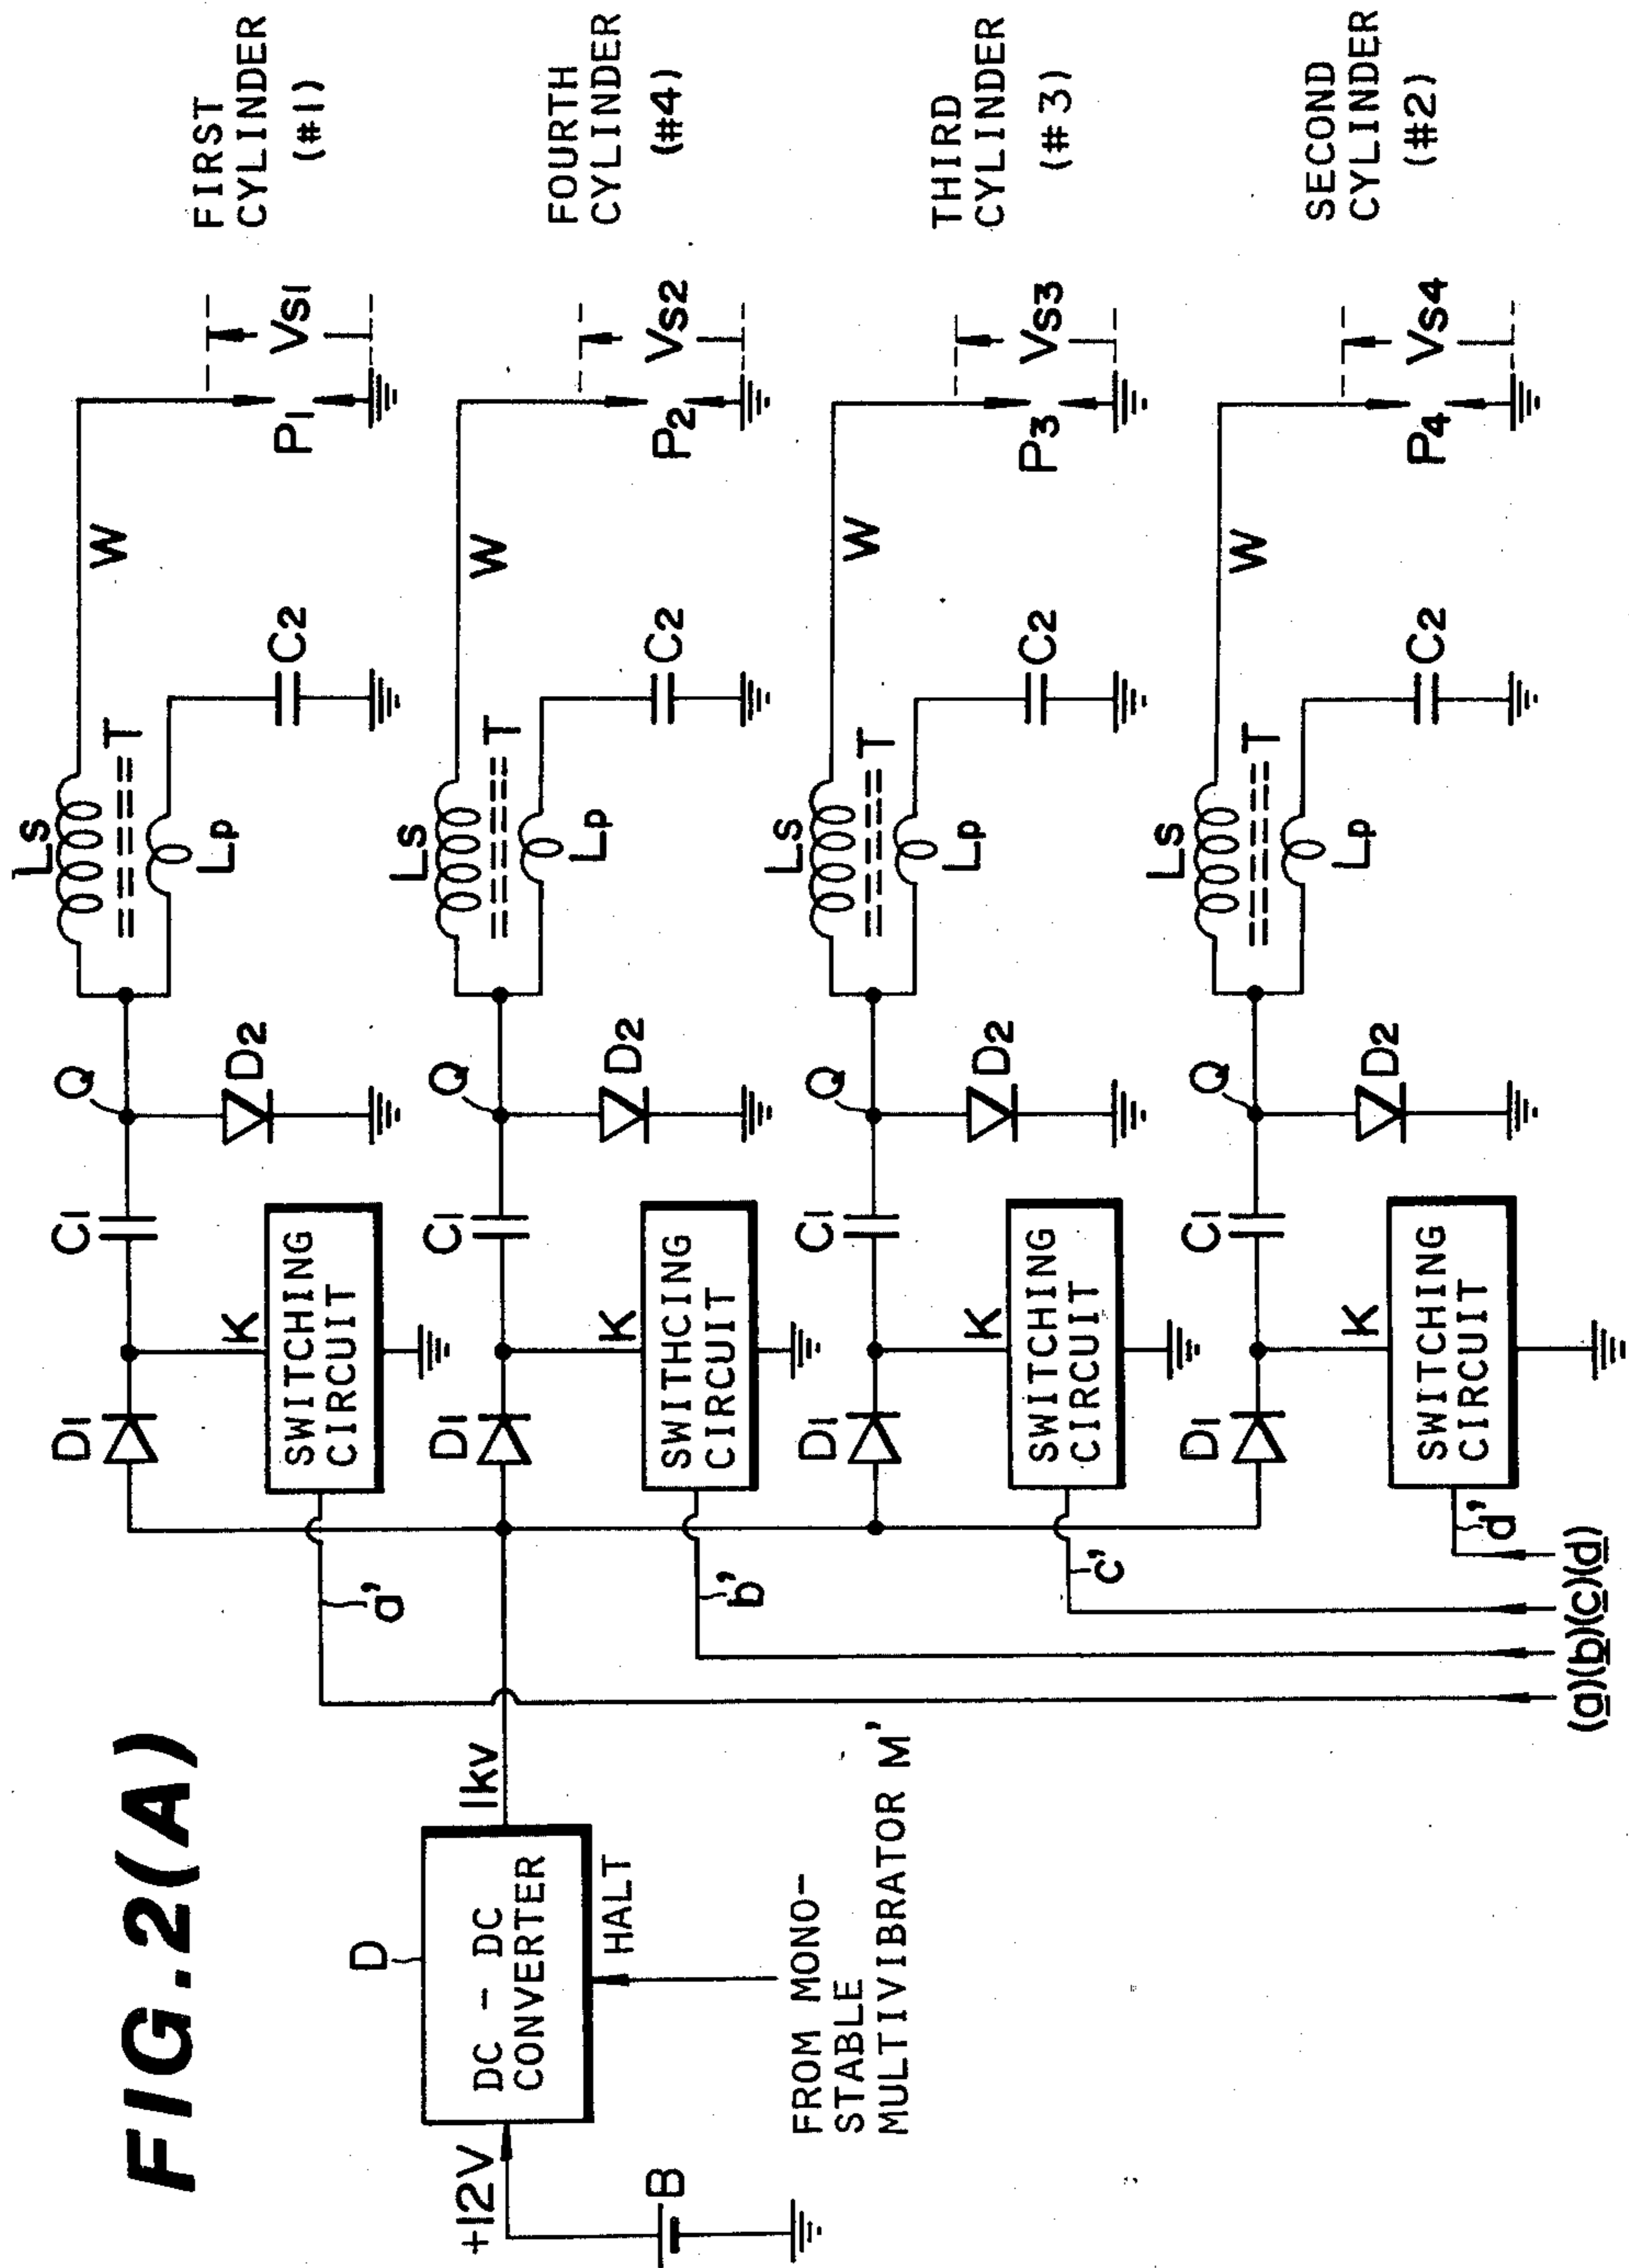 FIG.2(A)
+12V
B
D
DC - DC
CONVERTER
HALT
FROM MONO-
STABLE
MULTIVIBRATOR M'
1kv
D1
K
C1
Q
D2
Ls
T
Lp
C2
W
P1
Vs1
FIRST
CYLINDER
(#1)
SWITCHING
CIRCUIT
a'
D1
K
C1
Q
D2
Ls
T
Lp
C2
W
P2
Vs2
FOURTH
CYLINDER
(#4)
SWITHCING
CIRCUIT
b'
D1
K
C1
Q
D2
Ls
T
Lp
C2
W
P3
Vs3
THIRD
CYLINDER
(#3)
SWITCHING
CIRCUIT
c'
D1
K
C1
Q
D2
Ls
T
Lp
C2
W
P4
Vs4
SECOND
CYLINDER
(#2)
SWITCHING
CIRCUIT
d'
(a)(b)(c)(d)